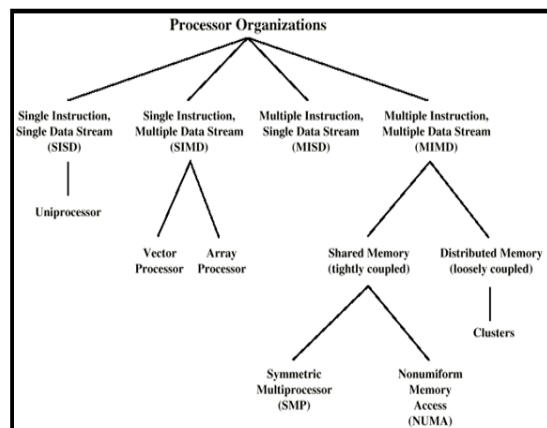 Processor Organizations
Single Instruction,
Single Data Stream
(SISD)
Single Instruction,
Multiple Data Stream
(SIMD)
Multiple Instruction,
Single Data Stream
(MISD)
Multiple Instruction,
Multiple Data Stream
(MIMD)
Uniprocessor
Vector
Processor
Array
Processor
Shared Memory
(tightly coupled)
Distributed Memory
(loosely coupled)
Clusters
Symmetric
Multiprocessor
(SMP)
Nonumiform
Memory
Access
(NUMA)